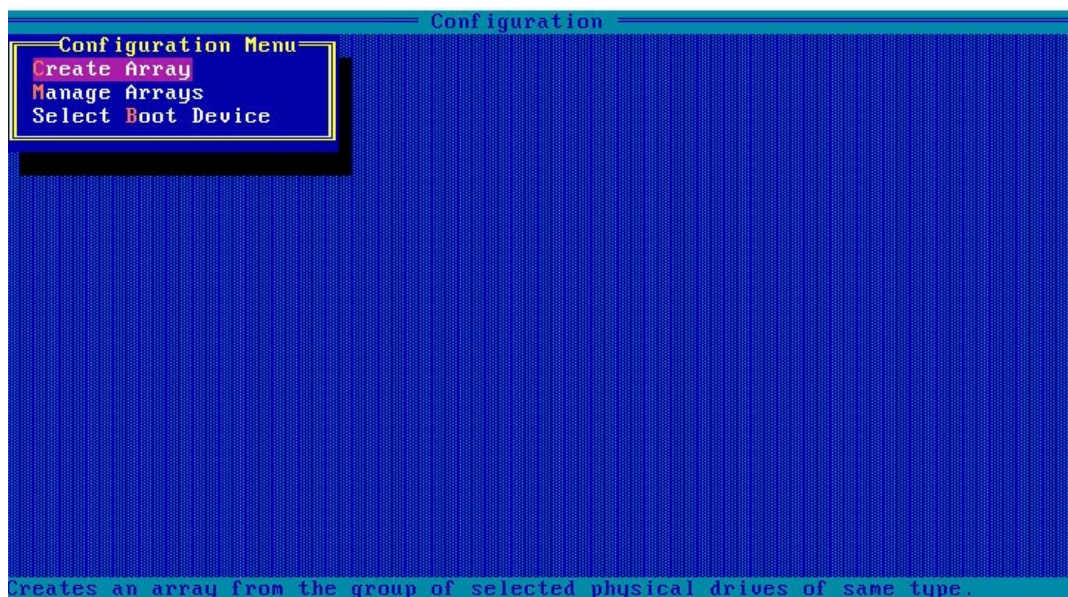 Configuration
Configuration Menu
Create Array
Manage Arrays
Select Boot Device
Creates an array from the group of selected physical drives of same type.